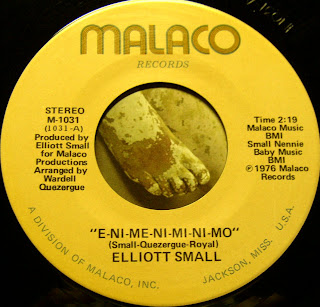 MALACO
RECORDS
STEREO
M-1031
(1031-A)
Produced by
Elliott Small
for Malaco
Productions
Arranged by
Wardell
Quezergue
Time 2:19
Malaco Music
BMI
Small Nennie
Baby Music
BMI
℗ 1976 Malaco
Records
"E-NI-ME-NI-MI-NI-MO"
(Small-Quezergue-Royal)
ELLIOTT SMALL
A DIVISION OF MALACO, INC. JACKSON, MISS. U.S.A.